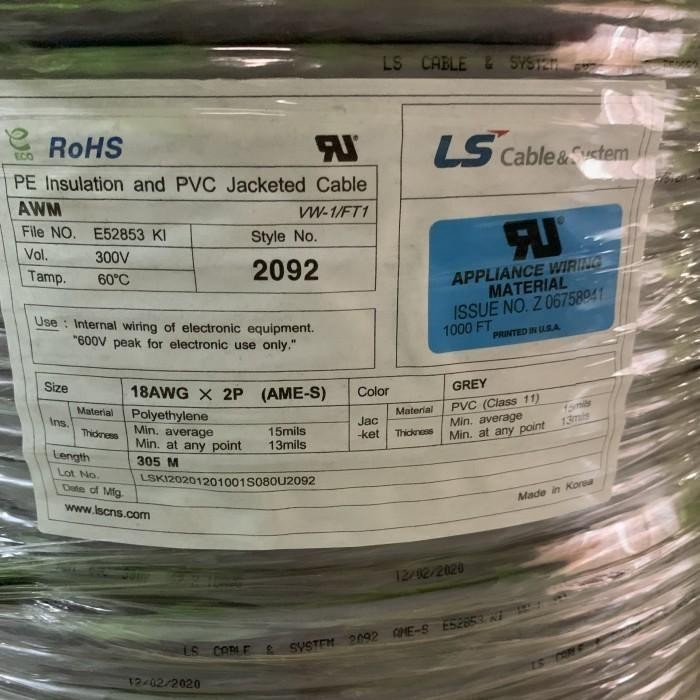 LS CABLE & SYSTEM
ECO RoHS
PE Insulation and PVC Jacketed Cable
AWM VW-1/FT1
File NO. E52853 KI
Vol. 300V
Tamp. 60°C
Style No.
2092
Use : Internal wiring of electronic equipment.
"600V peak for electronic use only."
LS Cable & System
APPLIANCE WIRING
MATERIAL
ISSUE NO. Z 06758941
1000 FT PRINTED IN U.S.A.
Size 18AWG × 2P (AME-S) Color GREY
Ins. Material Polyethylene
Thickness Min. average 15mils
Min. at any point 13mils
Jac-ket Material PVC (Class 11)
Thickness Min. average 15mils
Min. at any point 13mils
Length 305 M
Lot No. LSKI20201201001S080U2092
Date of Mfg.
www.lscns.com
Made in Korea
12/02/2020
LS CABLE & SYSTEM 2092 AME-S E52853 KI
LS CABLE &
12/02/2020